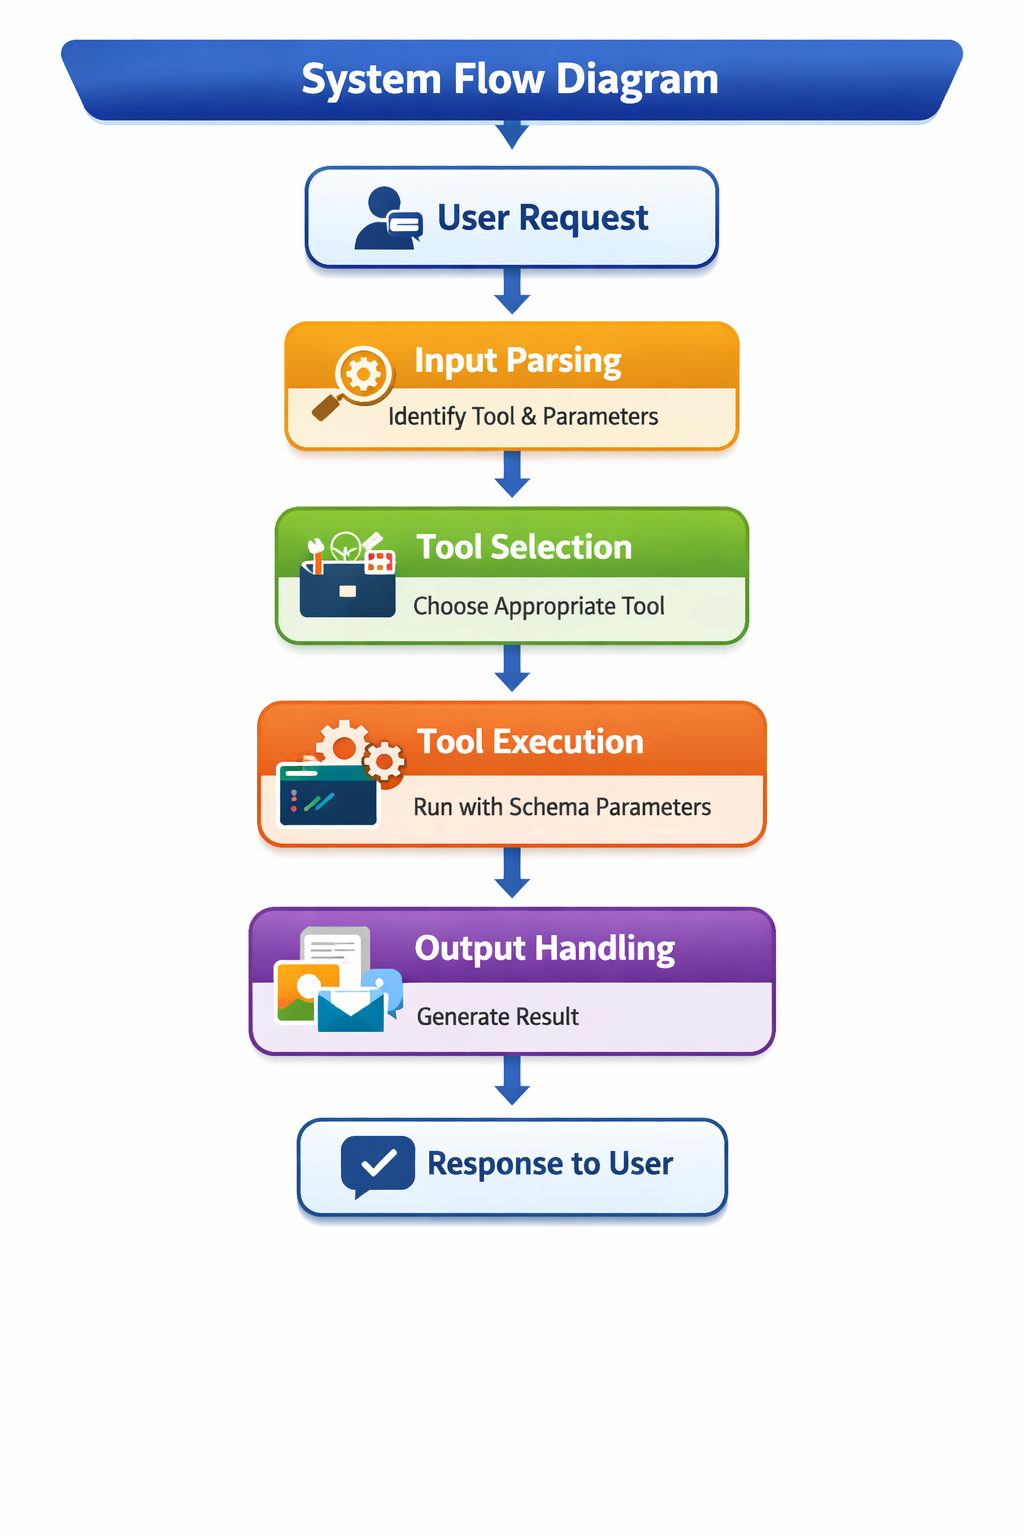 System Flow Diagram
User Request
Input Parsing
Identify Tool & Parameters
Tool Selection
Choose Appropriate Tool
Tool Execution
Run with Schema Parameters
Output Handling
Generate Result
Response to User